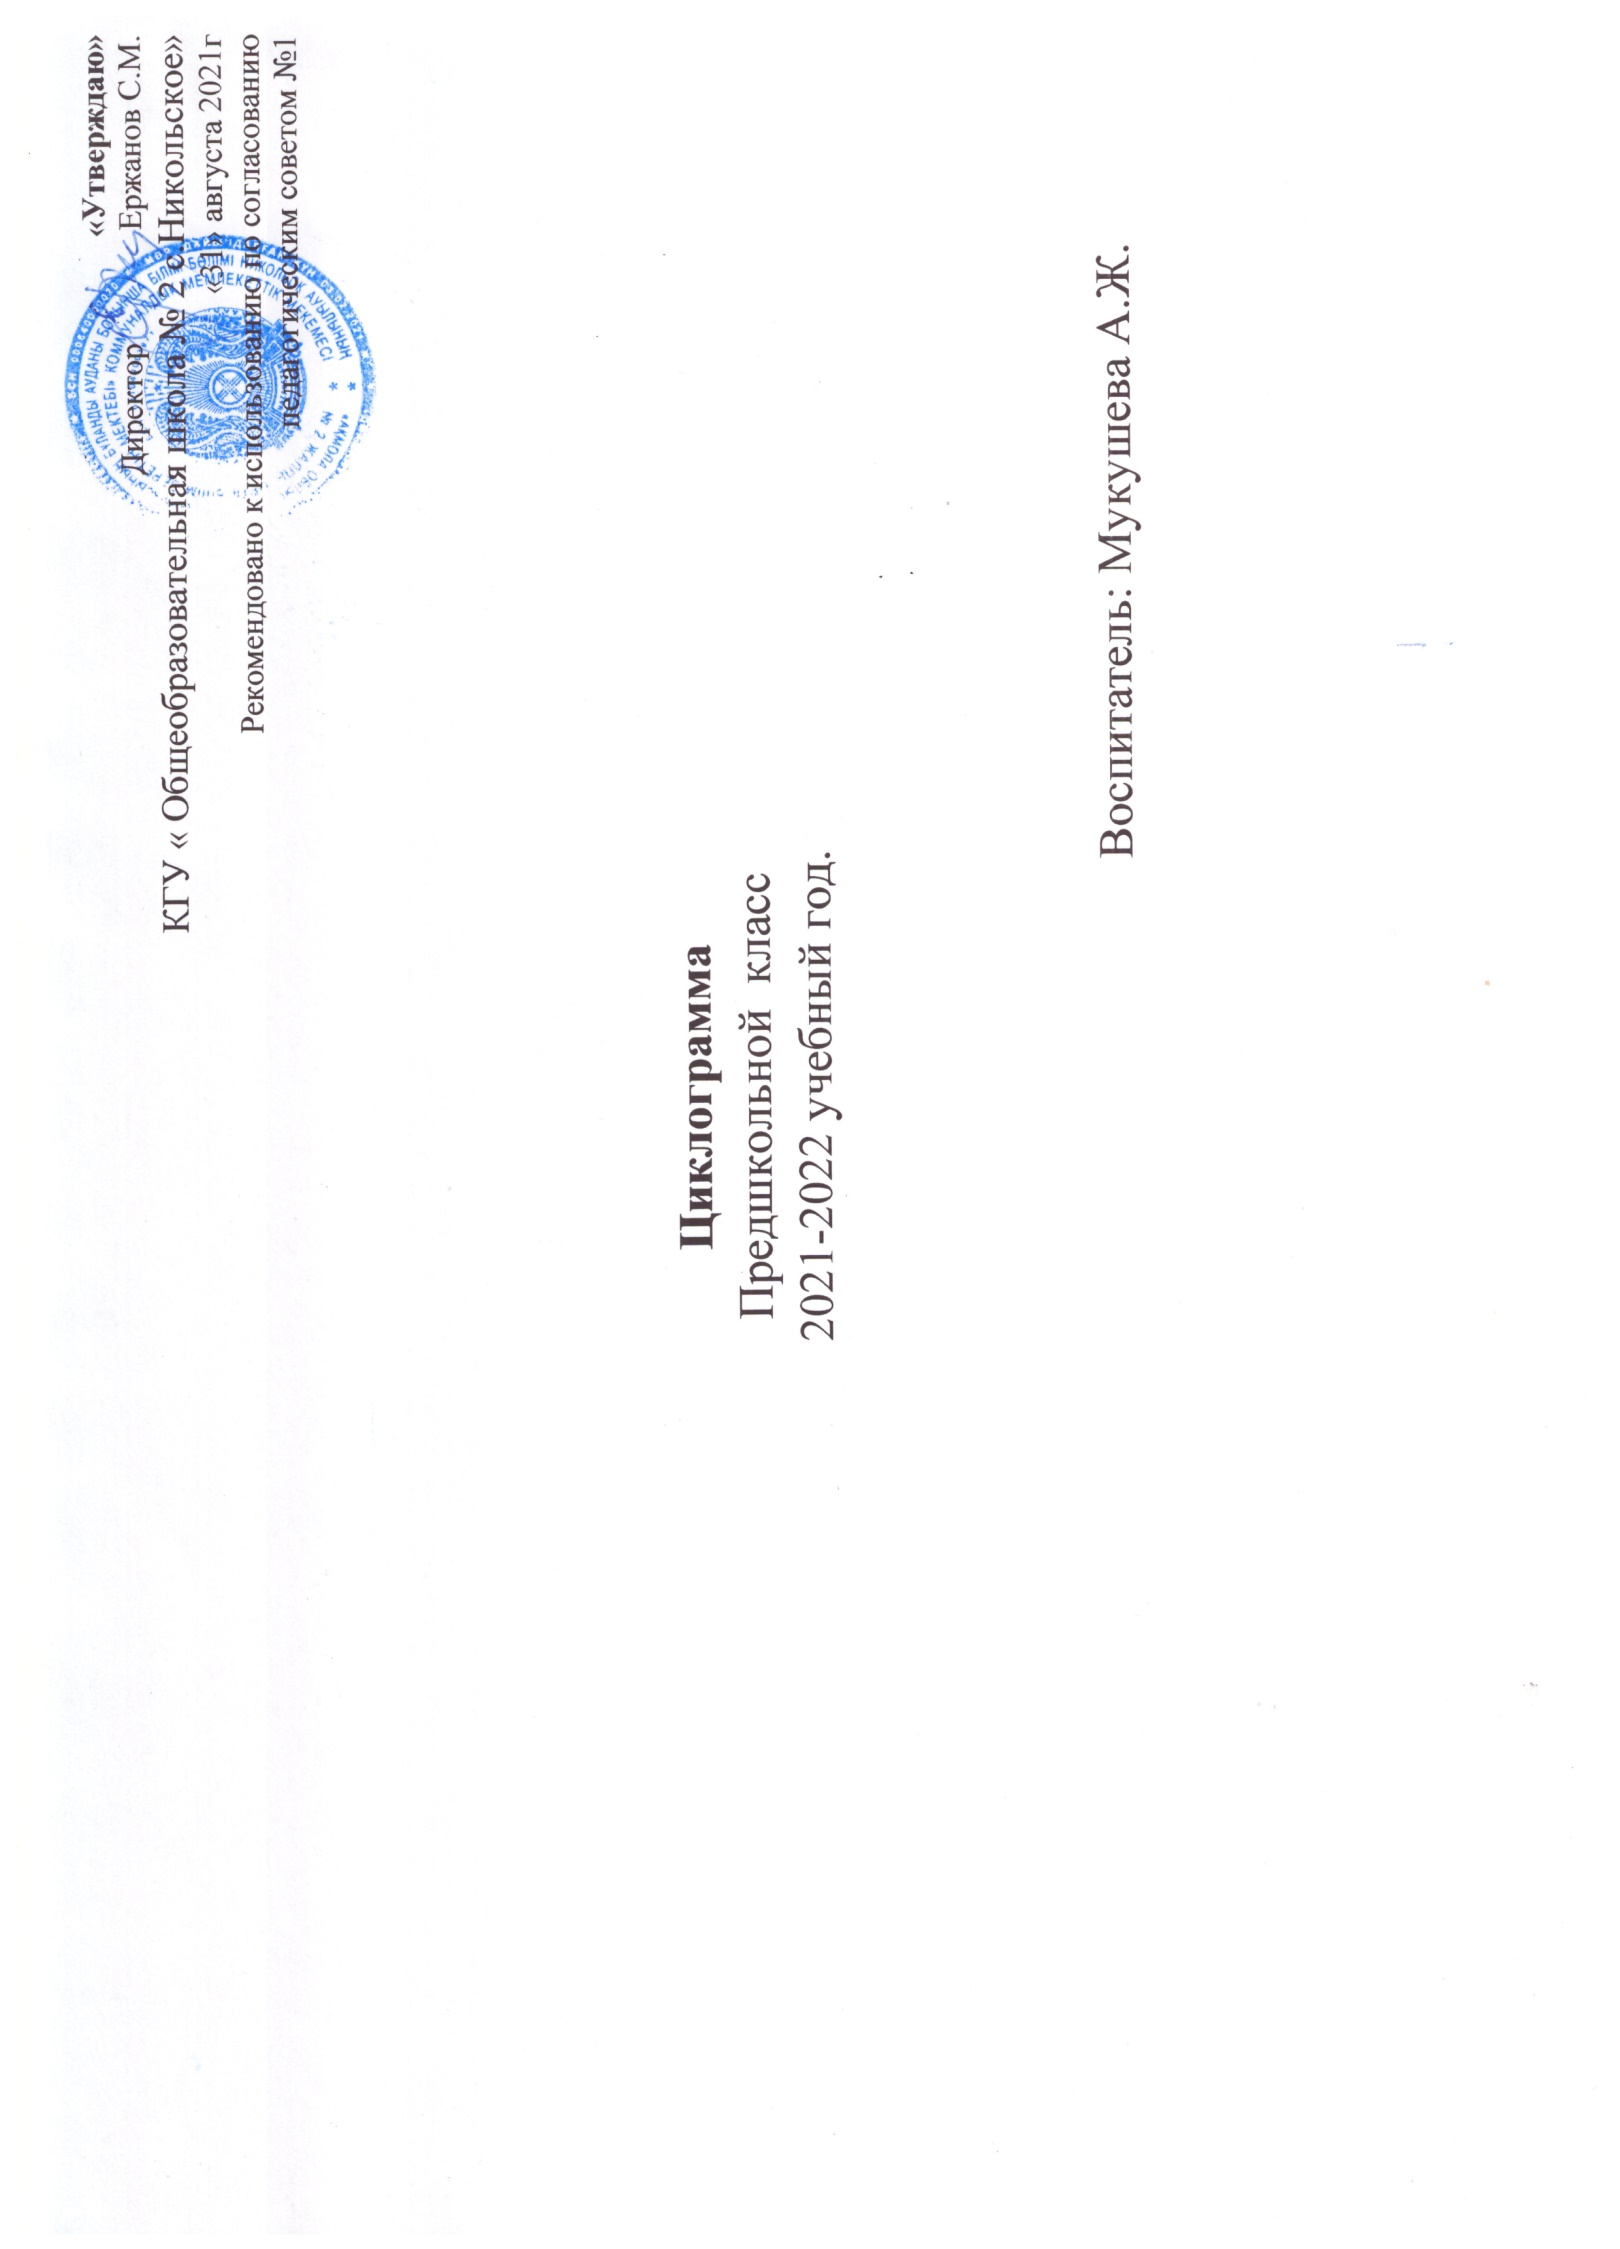 «Утверждаю»
Директор Ержанов С.М.
КГУ « Общеобразовательная школа № 2 с.Никольское»
«31» августа 2021г
Рекомендовано к использованию по согласованию
педагогическим советом №1
Циклограмма
Предшкольной класс
2021-2022 учебный год.
Воспитатель: Мукушева А.Ж.